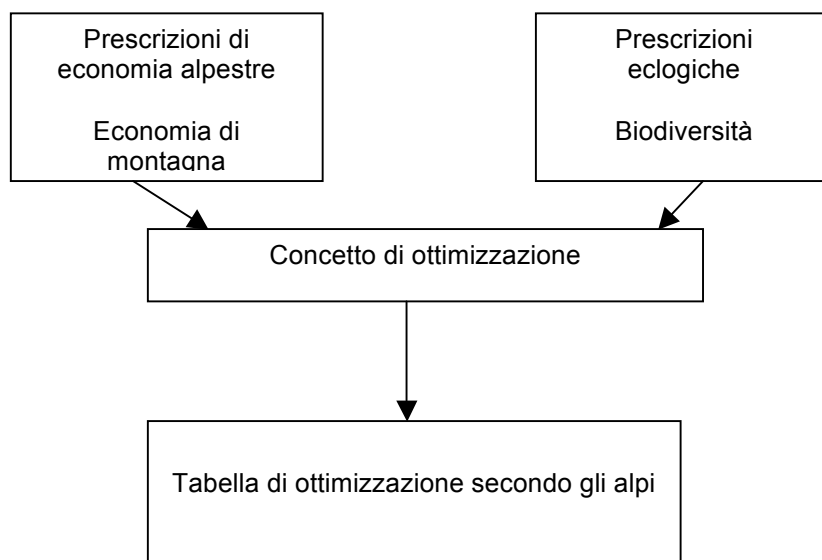 Prescrizioni di
economia alpestre
Economia di
montagna
Prescrizioni
eclogiche
Biodiversità
Concetto di ottimizzazione
Tabella di ottimizzazione secondo gli alpi